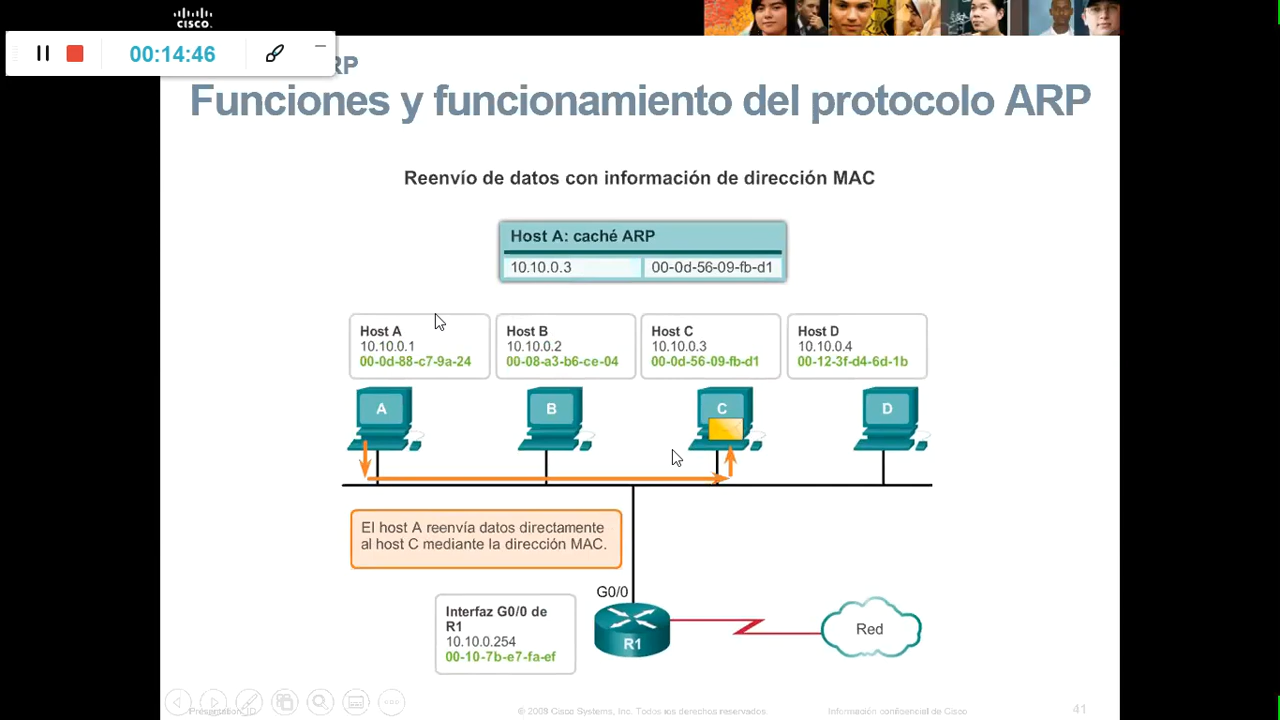 CISCO.
00:14:46
RP
Funciones y funcionamiento del protocolo ARP
Reenvío de datos con información de dirección MAC
Host A: caché ARP
10.10.0.3 00-0d-56-09-fb-d1
Host A
10.10.0.1
00-0d-88-c7-9a-24
Host B
10.10.0.2
00-08-a3-b6-ce-04
Host C
10.10.0.3
00-0d-56-09-fb-d1
Host D
10.10.0.4
00-12-3f-d4-6d-1b
A
B
C
D
El host A reenvía datos directamente
al host C mediante la dirección MAC.
G0/0
Interfaz G0/0 de
R1
10.10.0.254
00-10-7b-e7-fa-ef
R1
Red
Presentation_ID
© 2008 Cisco Systems, Inc. Todos los derechos reservados.
Información confidencial de Cisco
41